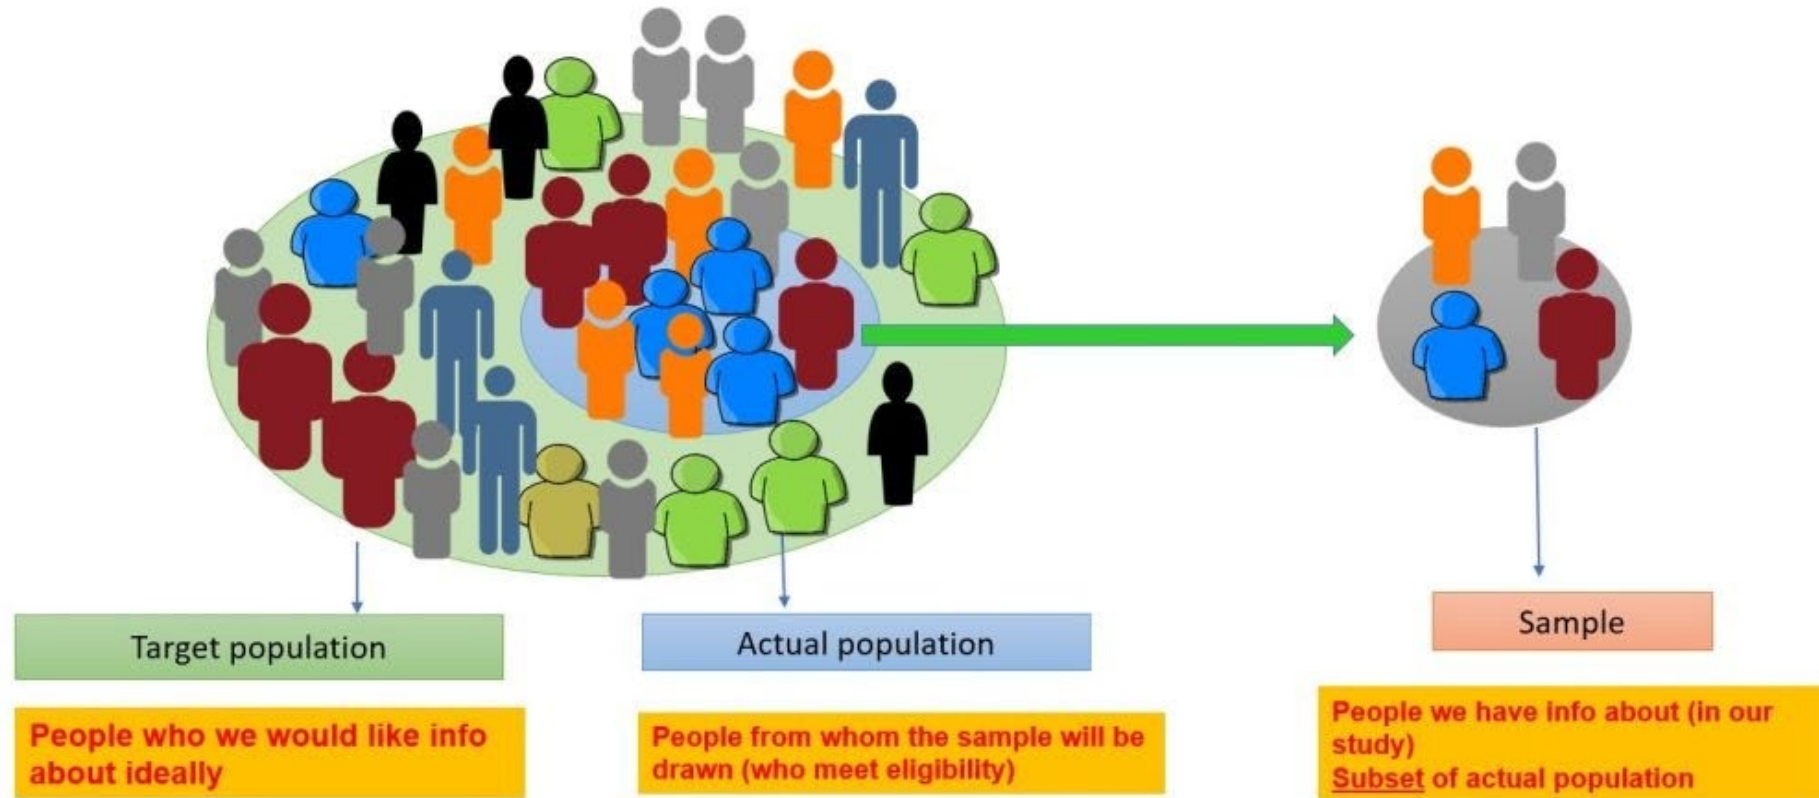 Target population
Actual population
Sample
People who we would like info
about ideally
People from whom the sample will be
drawn (who meet eligibility)
People we have info about (in our
study)
Subset of actual population